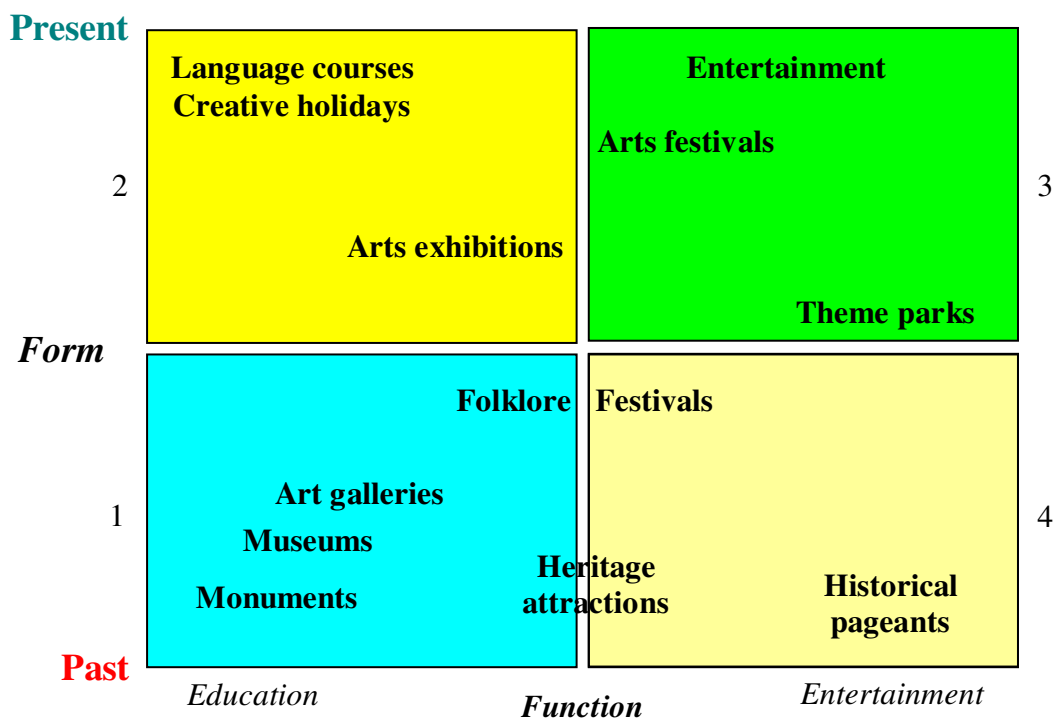 Present
Language courses
Creative holidays
Entertainment
Arts festivals
2
3
Arts exhibitions
Theme parks
Form
Folklore Festivals
Art galleries
1
4
Museums
Heritage
attractions
Monuments
Historical
pageants
Past
Education
Function
Entertainment